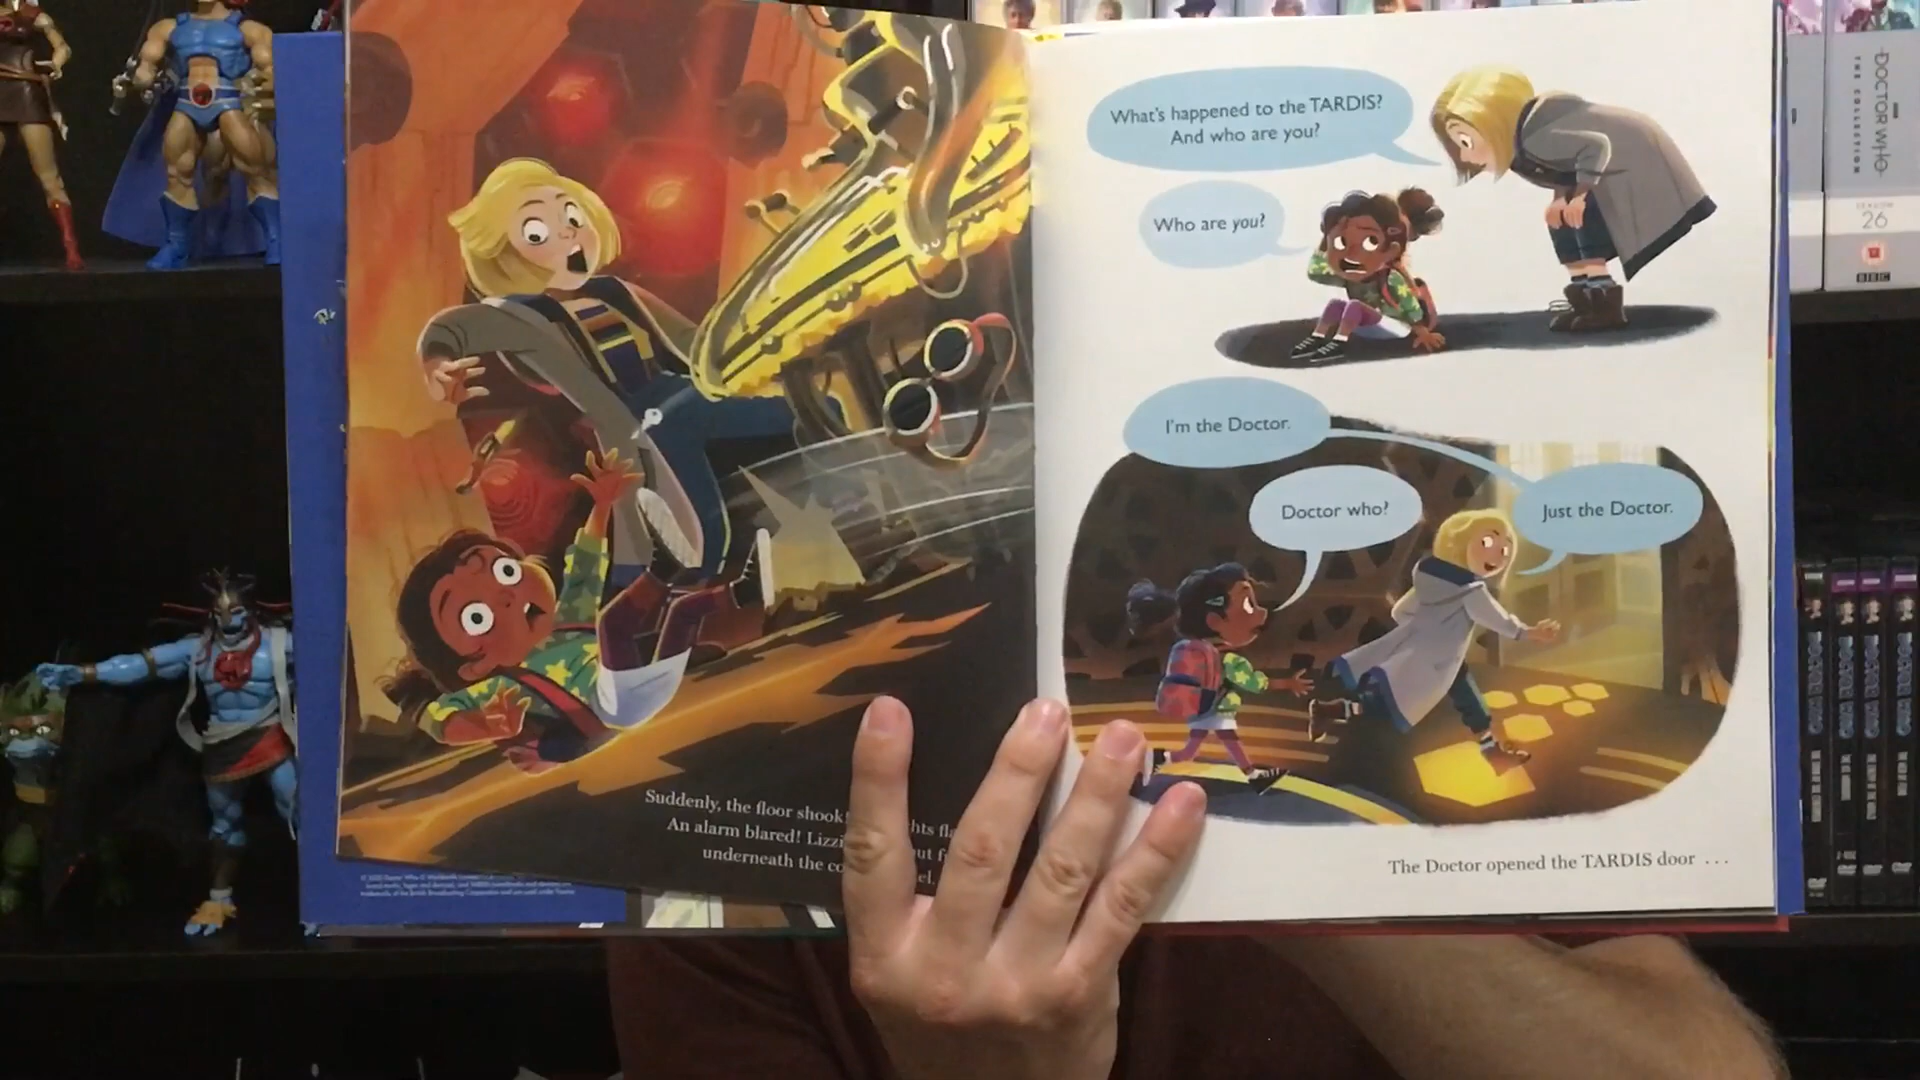 Suddenly, the floor shook
An alarm blared! Lizzi
underneath the co
What's happened to the TARDIS?
And who are you?
Who are you?
I'm the Doctor.
Doctor who?
Just the Doctor.
The Doctor opened the TARDIS door ...
DOCTOR WHO
THE COLLECTION
SEASON
26
BBC